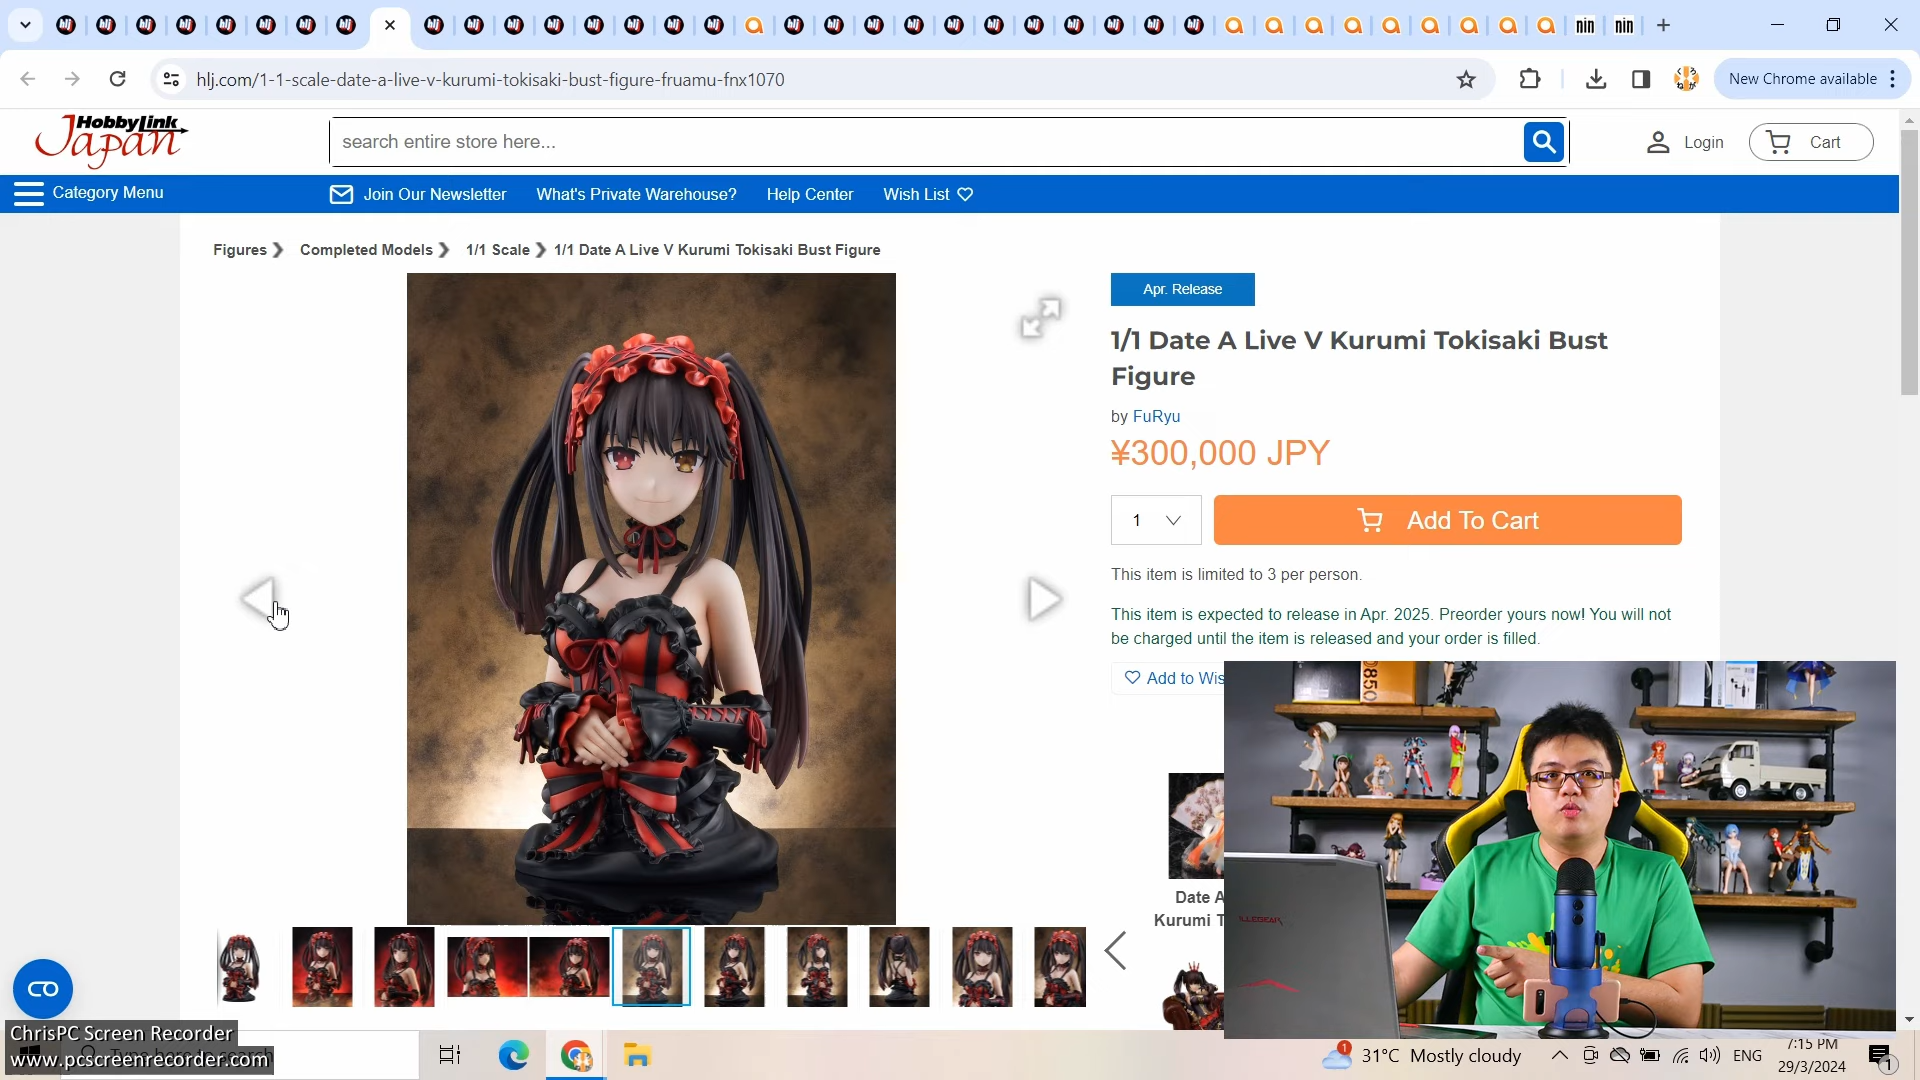 hlj.com/1-1-scale-date-a-live-v-kurumi-tokisaki-bust-figure-fruamu-fnx1070
New Chrome available
HobbyLink
Japan
search entire store here...
Login
Cart
Category Menu
Join Our Newsletter
What's Private Warehouse?
Help Center
Wish List
Figures
Completed Models
1/1 Scale
1/1 Date A Live V Kurumi Tokisaki Bust Figure
Apr. Release
1/1 Date A Live V Kurumi Tokisaki Bust
Figure
by FuRyu
¥300,000 JPY
1
Add To Cart
This item is limited to 3 per person.
This item is expected to release in Apr. 2025. Preorder yours now! You will not
be charged until the item is released and your order is filled.
Add to Wis
Date A
Kurumi T
ChrisPC Screen Recorder
www.pcscreenrecorder.com
1
31°C Mostly cloudy
ENG
7:15 PM
29/3/2024
1